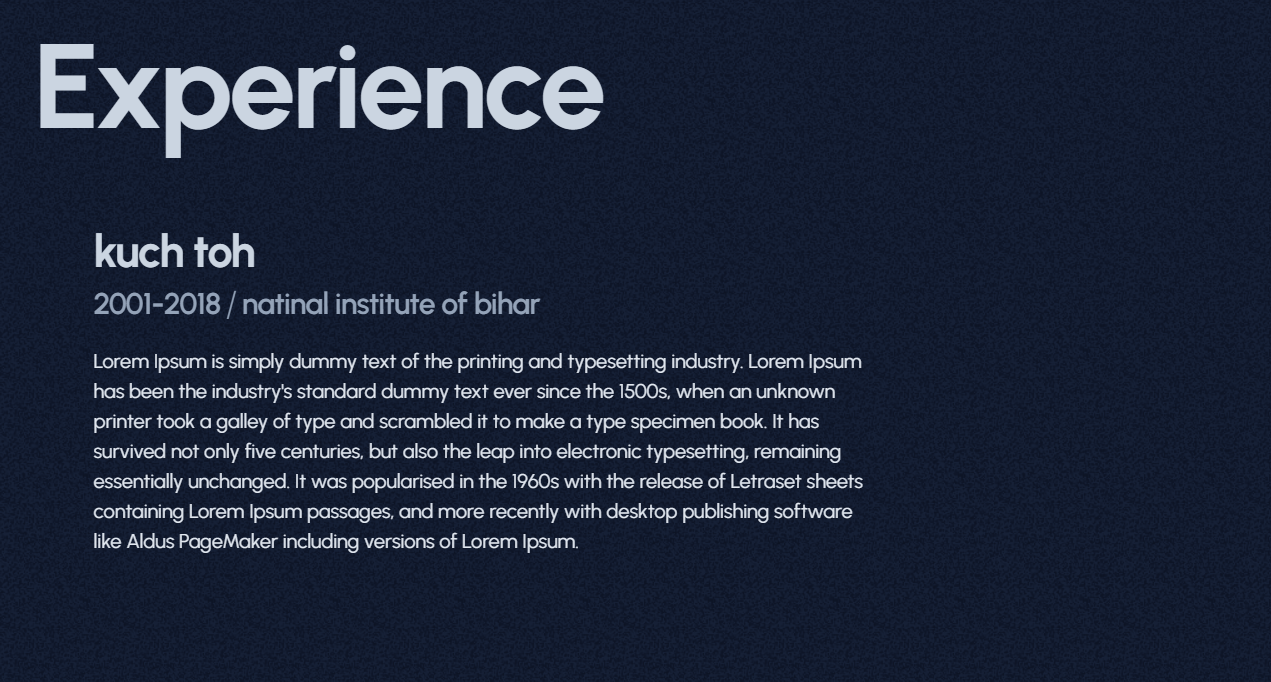 Experience
kuch toh
2001-2018 / natinal institute of bihar
Lorem Ipsum is simply dummy text of the printing and typesetting industry. Lorem Ipsum
has been the industry's standard dummy text ever since the 1500s, when an unknown
printer took a galley of type and scrambled it to make a type specimen book. It has
survived not only five centuries, but also the leap into electronic typesetting, remaining
essentially unchanged. It was popularised in the 1960s with the release of Letraset sheets
containing Lorem Ipsum passages, and more recently with desktop publishing software
like Aldus PageMaker including versions of Lorem Ipsum.